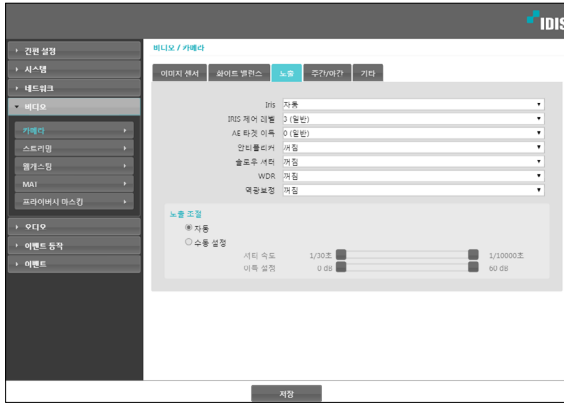 IDIS
간편 설정
시스템
네트워크
비디오
카메라
스트리밍
웹캐스팅
MAT
프라이버시 마스킹
오디오
이벤트 동작
이벤트
비디오 / 카메라
이미지 센서 화이트 밸런스 노출 주간/야간 기타
Iris 자동
IRIS 제어 레벨 0 (일반)
AE 타겟 이득 0 (일반)
안티플리커 꺼짐
슬로우 셔터 꺼짐
WDR 꺼짐
역광보정 꺼짐
노출 조절
자동
수동 설정
셔터 속도 1/30초 1/10000초
이득 설정 0 dB 60 dB
저장